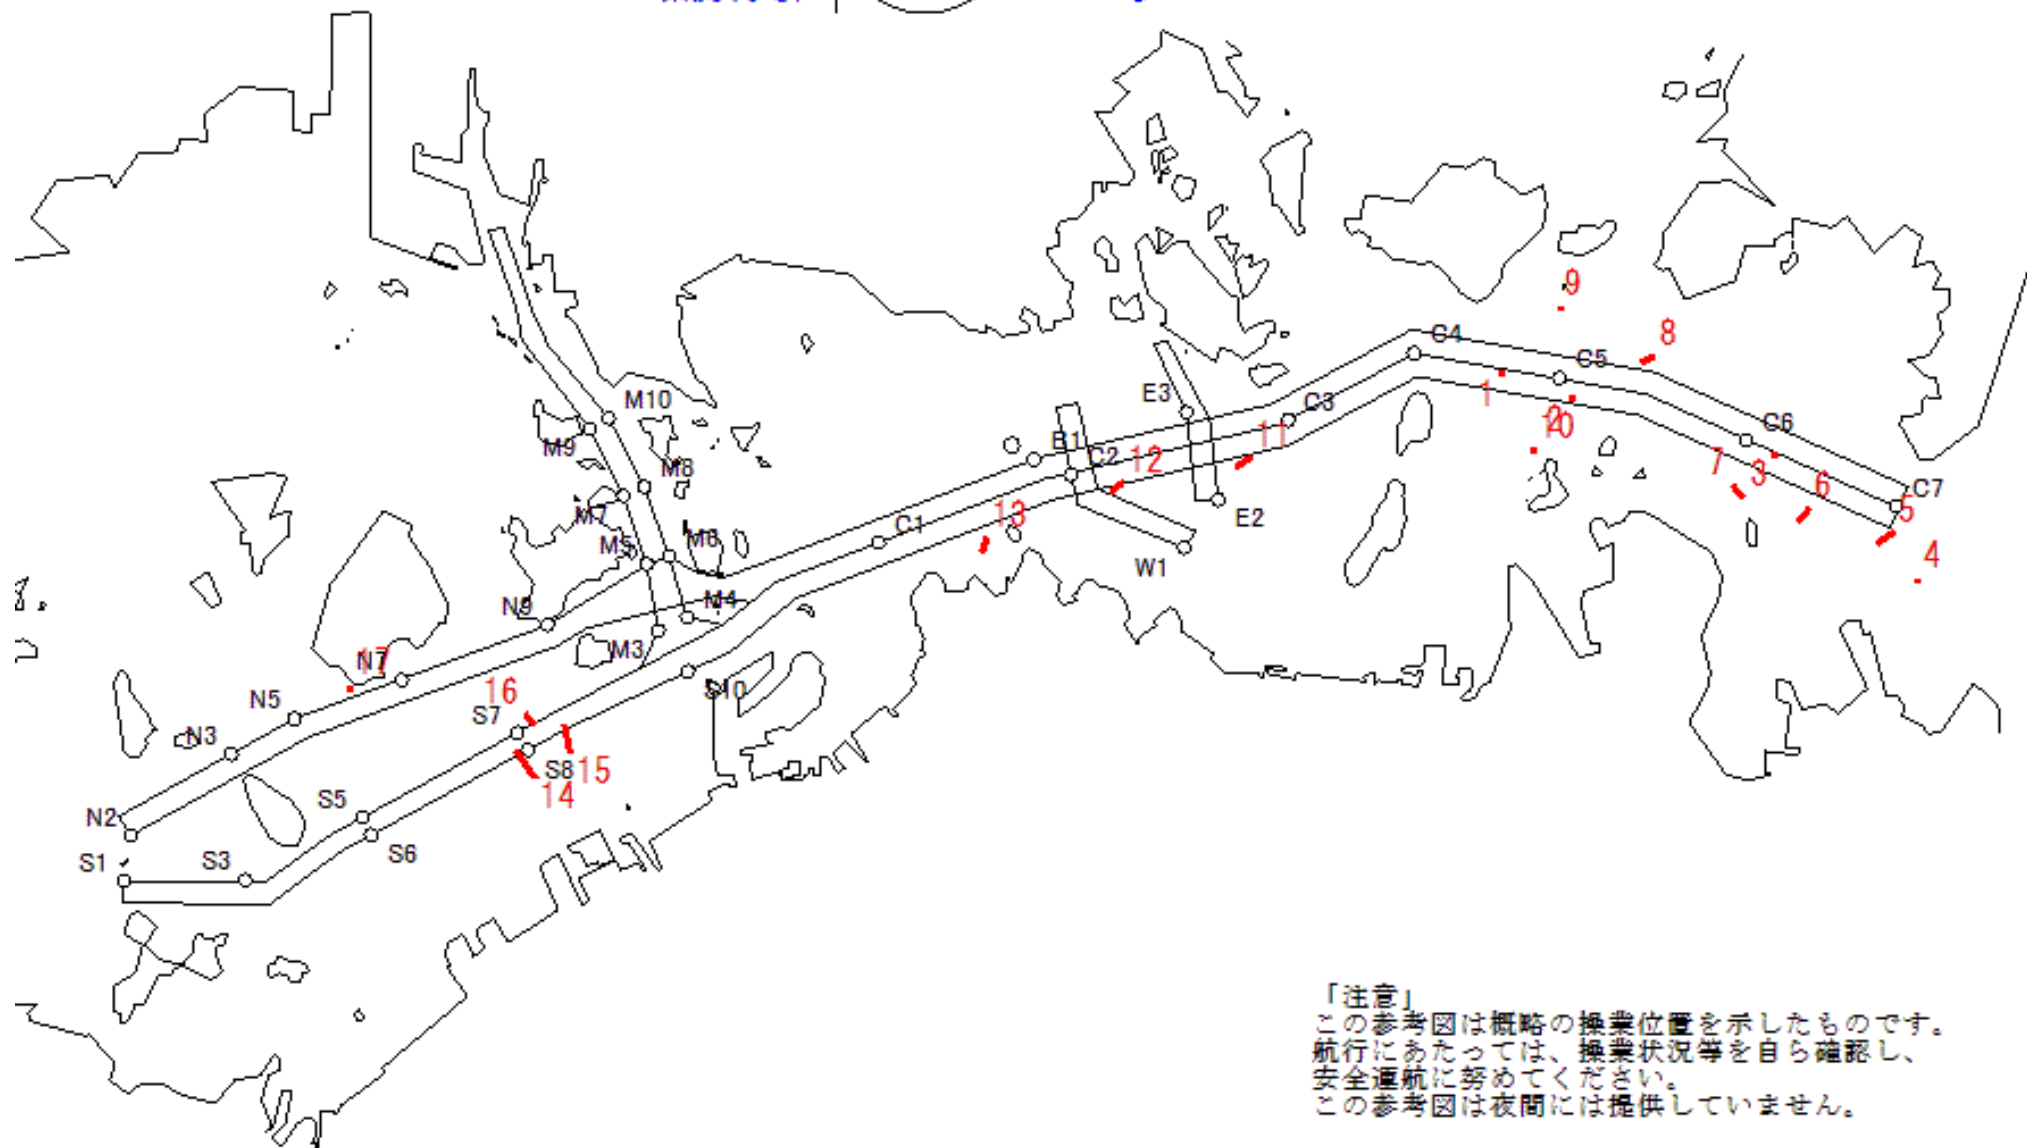 9
8
C4
C5
1
2
10
C6
E3
C3
11
M10
M9
B1
C2
12
M8
7
3
6
C7
5
M7
E2
13
C1
M5
M6
W1
4
N9
M4
M3
N7
17
S10
16
N5
S7
N3
S8
15
14
S5
N2
S6
S1
S3
「注意」
この参考図は概略の操業位置を示したものです。
航行にあたっては、操業状況等を自ら確認し、
安全運航に努めてください。
この参考図は夜間には提供していません。